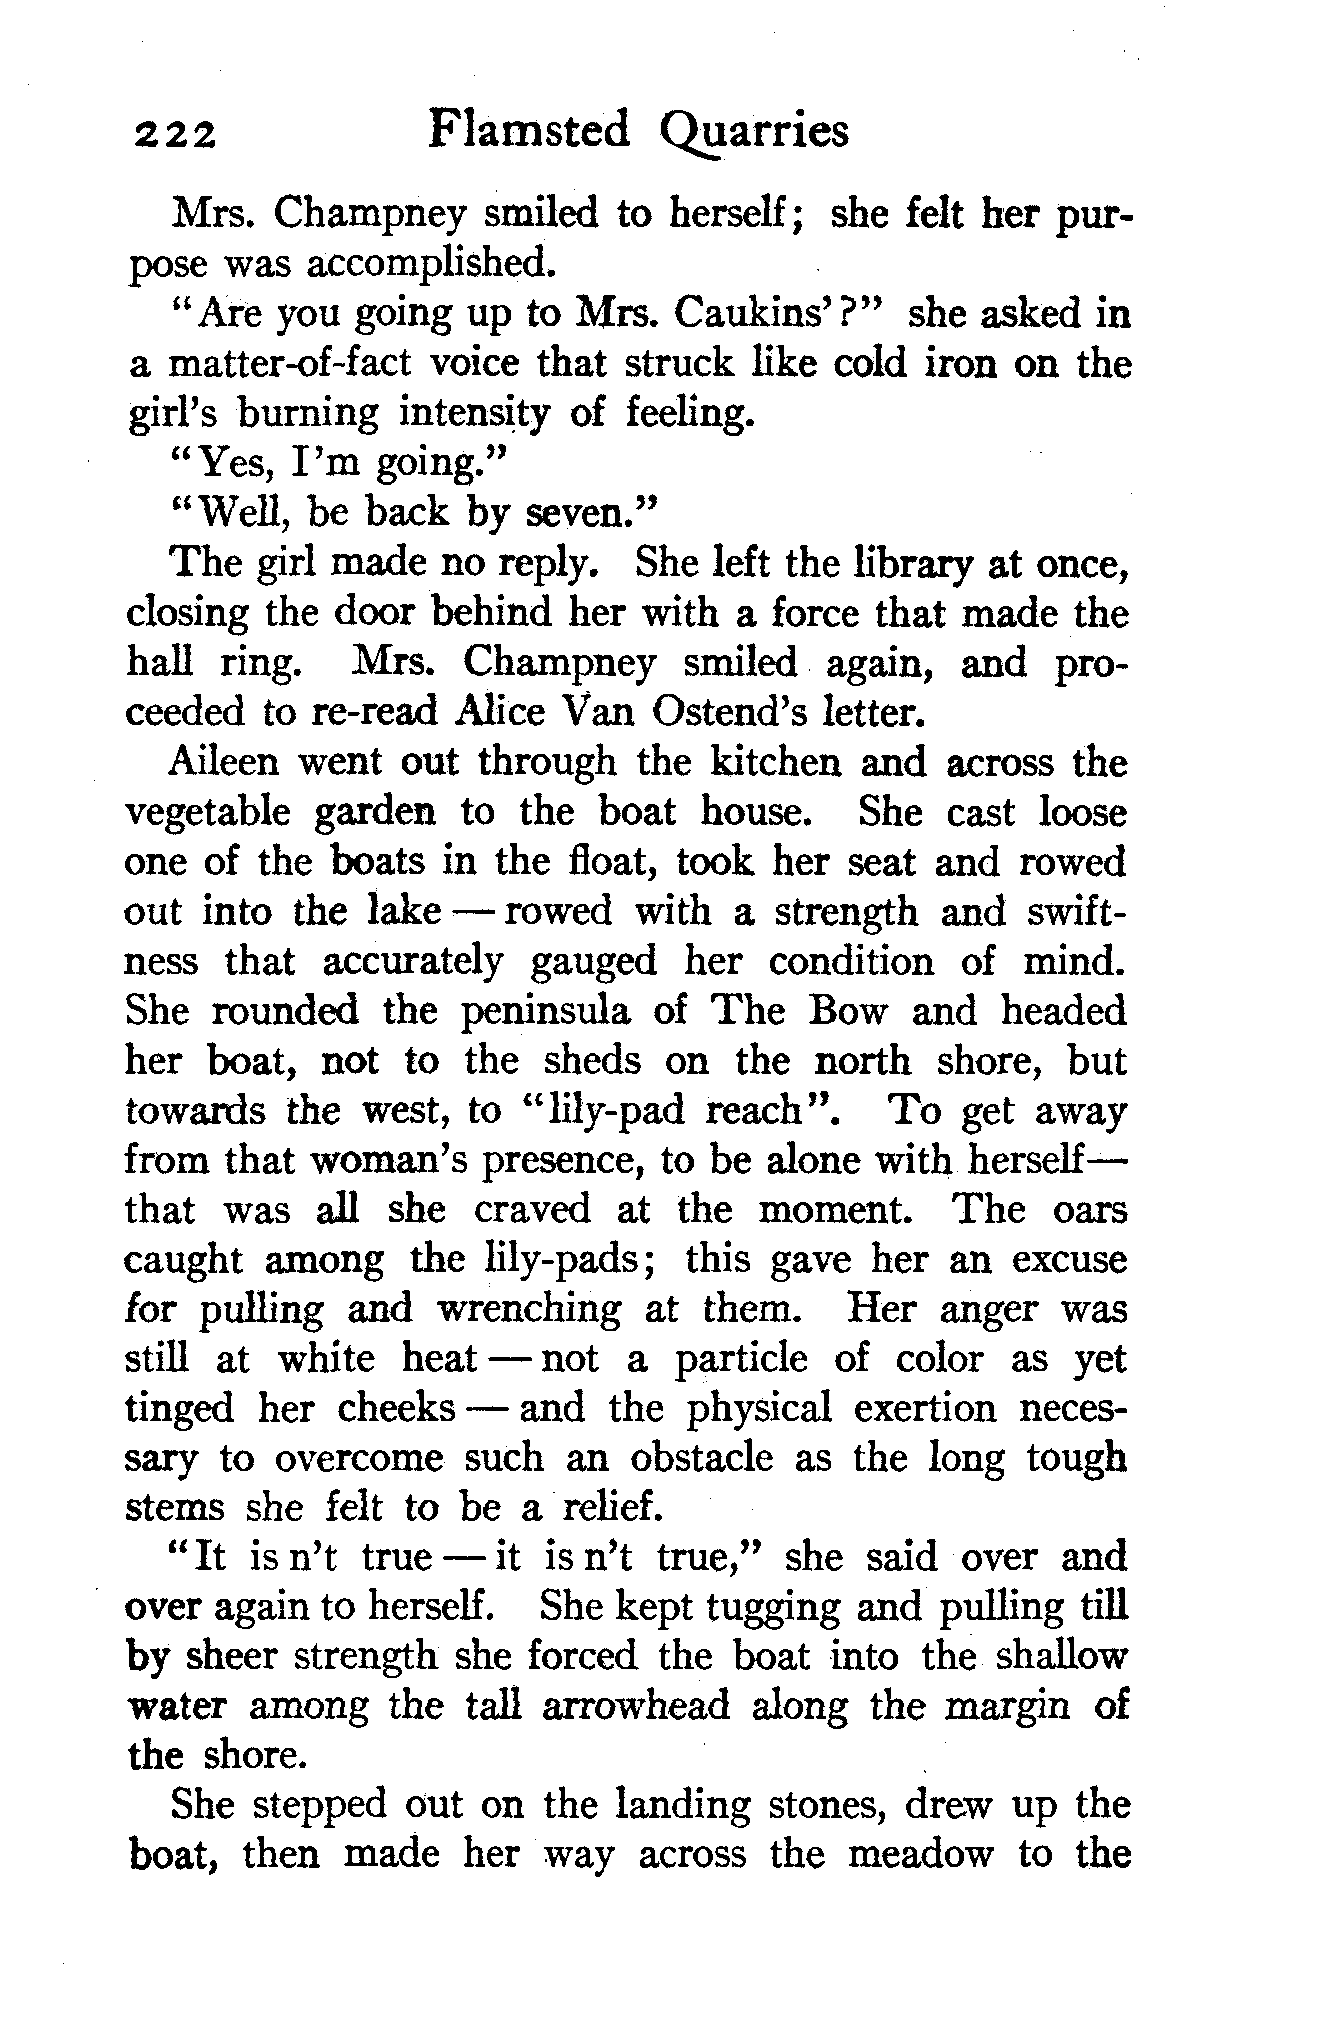 222 Flamsted Quarries
Mrs. Champney smiled to herself; she felt her pur-
pose was accomplished.
"Are you going up to Mrs. Caukins'?" she asked in
a matter-of-fact voice that struck like cold iron on the
girl's burning intensity of feeling.
"Yes, I'm going."
"Well, be back by seven."
The girl made no reply. She left the library at once,
closing the door behind her with a force that made the
hall ring. Mrs. Champney smiled again, and pro-
ceeded to re-read Alice Van Ostend's letter.
Aileen went out through the kitchen and across the
vegetable garden to the boat house. She cast loose
one of the boats in the float, took her seat and rowed
out into the lake — rowed with a strength and swift-
ness that accurately gauged her condition of mind.
She rounded the peninsula of The Bow and headed
her boat, not to the sheds on the north shore, but
towards the west, to "lily-pad reach". To get away
from that woman's presence, to be alone with herself—
that was all she craved at the moment. The oars
caught among the lily-pads; this gave her an excuse
for pulling and wrenching at them. Her anger was
still at white heat — not a particle of color as yet
tinged her cheeks — and the physical exertion neces-
sary to overcome such an obstacle as the long tough
stems she felt to be a relief.
"It is n't true — it is n't true," she said over and
over again to herself. She kept tugging and pulling till
by sheer strength she forced the boat into the shallow
water among the tall arrowhead along the margin of
the shore.
She stepped out on the landing stones, drew up the
boat, then made her way across the meadow to the